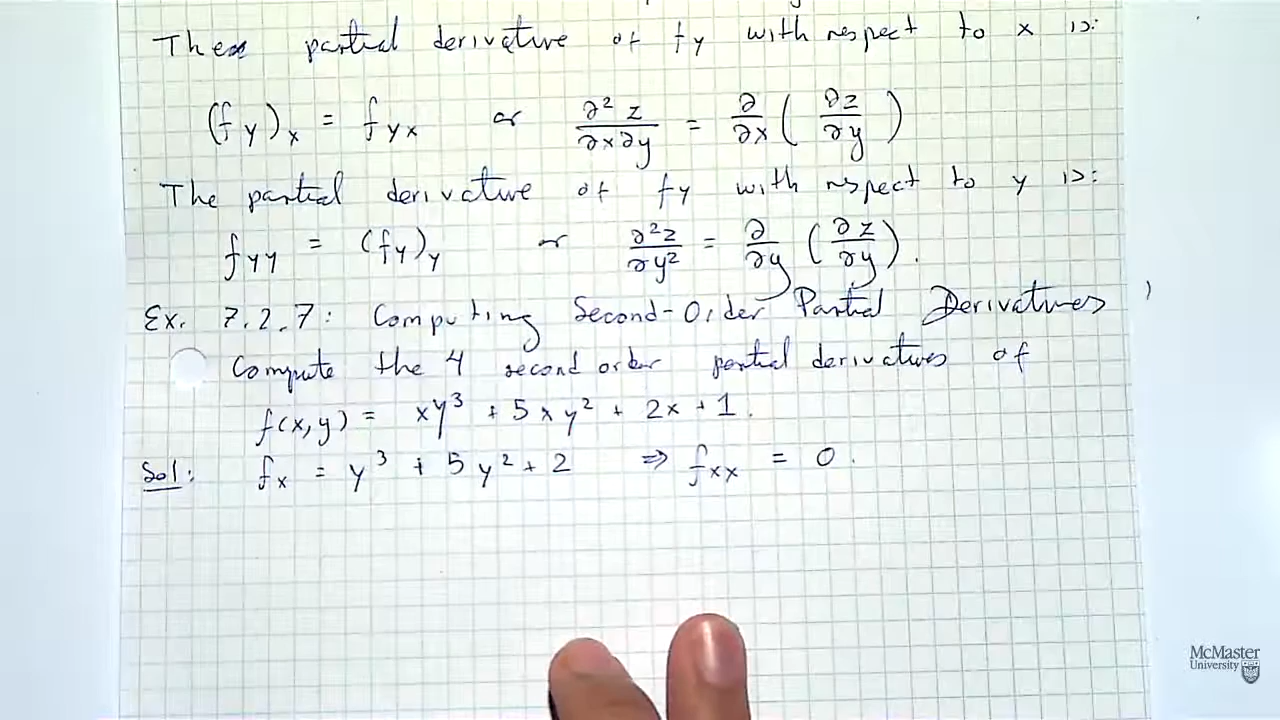 The partial derivative of fy with respect to x is:
(fy)x = fyx or ∂²z/∂x∂y = ∂/∂x (∂z/∂y)
The partial derivative of fy with respect to y is:
fyy = (fy)y or ∂²z/∂y² = ∂/∂y (∂z/∂y).
Ex. 7.2.7: Computing Second-Order Partial Derivatives
Compute the 4 second order partial derivatives of
f(x,y) = xy³ + 5xy² + 2x + 1.
Sol: fx = y³ + 5y² + 2 ⇒ fxx = 0.
McMaster
University